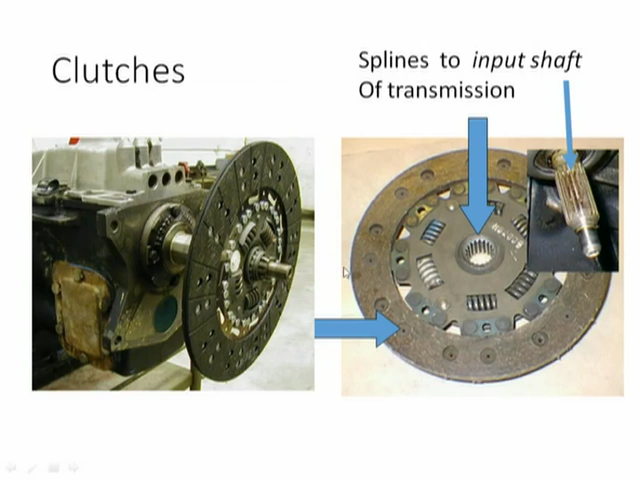 Clutches
Splines to input shaft
Of transmission